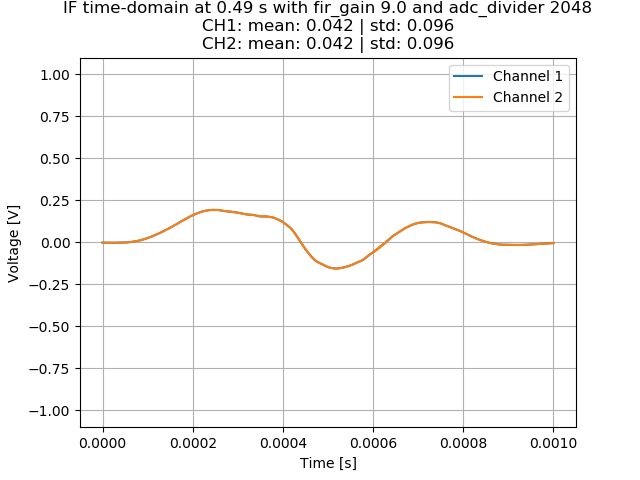 IF time-domain at 0.49 s with fir_gain 9.0 and adc_divider 2048
CH1: mean: 0.042 | std: 0.096
CH2: mean: 0.042 | std: 0.096
Channel 1
Channel 2
1.00
0.75
0.50
0.25
0.00
−0.25
−0.50
−0.75
−1.00
Voltage [V]
0.0000 0.0002 0.0004 0.0006 0.0008 0.0010
Time [s]